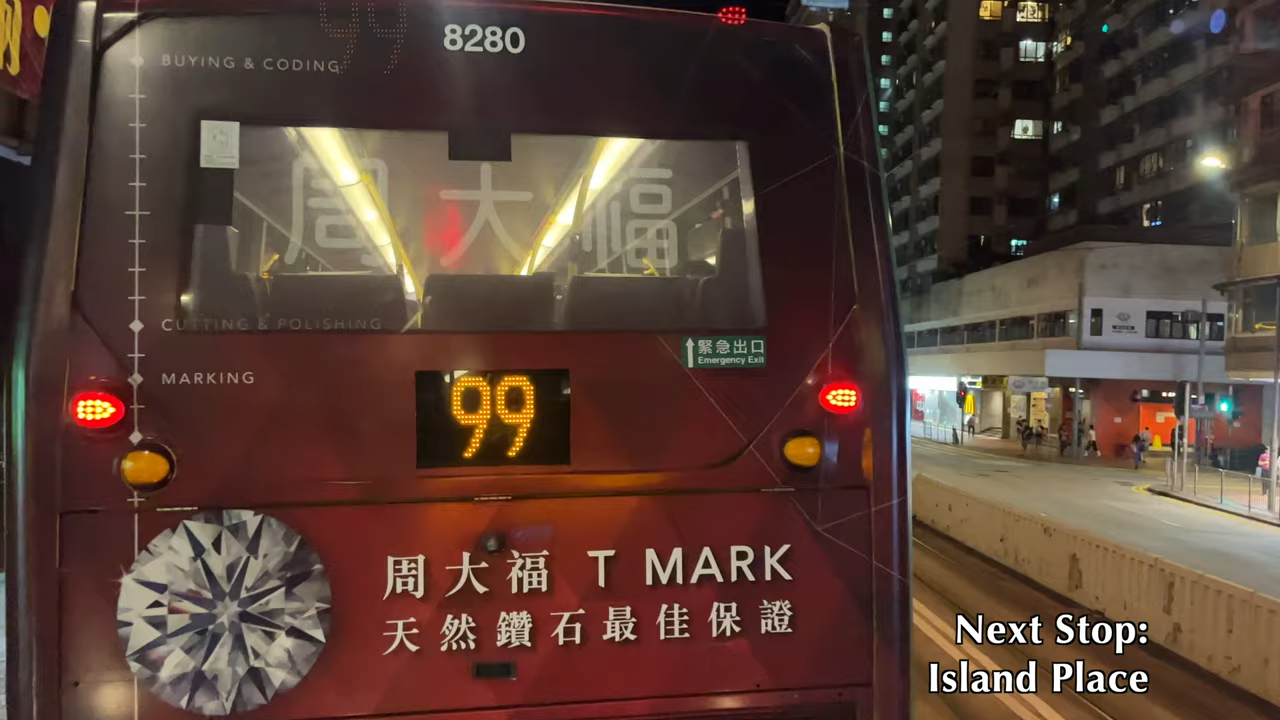 99
8280
BUYING & CODING
周大福
CUTTING & POLISHING
緊急出口
Emergency Exit
MARKING
99
周大福 T MARK
天然鑽石最佳保證
Next Stop:
Island Place